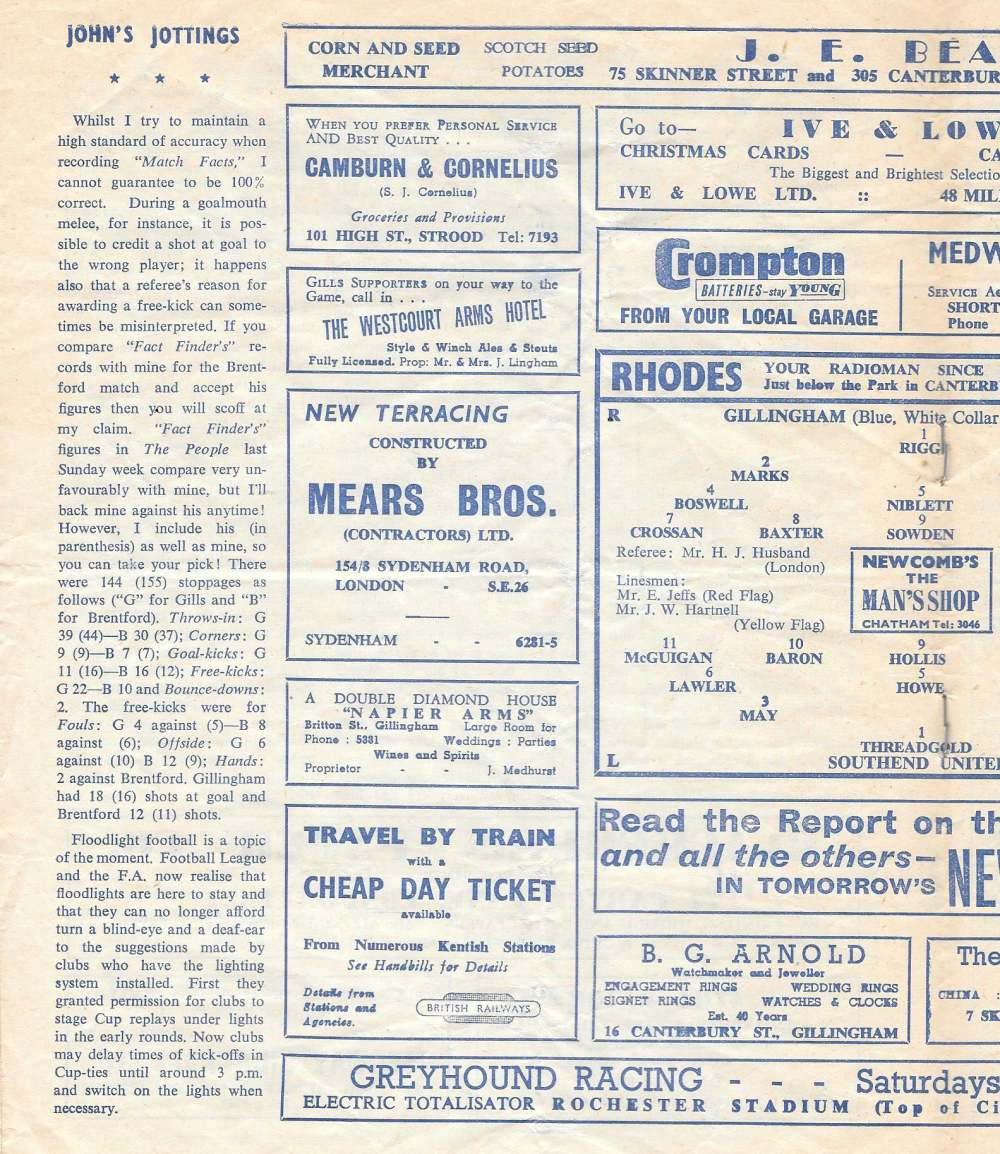 JOHN'S JOTTINGS
★ ★ ★
Whilst I try to maintain a
high standard of accuracy when
recording "Match Facts," I
cannot guarantee to be 100%
correct. During a goalmouth
melee, for instance, it is pos-
sible to credit a shot at goal to
the wrong player; it happens
also that a referee's reason for
awarding a free-kick can some-
times be misinterpreted. If you
compare "Fact Finder's" re-
cords with mine for the Brent-
ford match and accept his
figures then you will scoff at
my claim. "Fact Finder's"
figures in The People last
Sunday week compare very un-
favourably with mine, but I'll
back mine against his anytime!
However, I include his (in
parenthesis) as well as mine, so
you can take your pick! There
were 144 (155) stoppages as
follows ("G" for Gills and "B"
for Brentford). Throws-in: G
39 (44)—B 30 (37); Corners: G
9 (9)—B 7 (7); Goal-kicks: G
11 (16)—B 16 (12); Free-kicks:
G 22—B 10 and Bounce-downs:
2. The free-kicks were for
Fouls: G 4 against (5)—B 8
against (6); Offside: G 6
against (10) B 12 (9); Hands:
2 against Brentford. Gillingham
had 18 (16) shots at goal and
Brentford 12 (11) shots.
Floodlight football is a topic
of the moment. Football League
and the F.A. now realise that
floodlights are here to stay and
that they can no longer afford
turn a blind-eye and a deaf-ear
to the suggestions made by
clubs who have the lighting
system installed. First they
granted permission for clubs to
stage Cup replays under lights
in the early rounds. Now clubs
may delay times of kick-offs in
Cup-ties until around 3 p.m.
and switch on the lights when
necessary.
CORN AND SEED SCOTCH SEED J. E. BEA
MERCHANT POTATOES 75 SKINNER STREET and 305 CANTERBUR
WHEN YOU PREFER PERSONAL SERVICE
AND BEST QUALITY . . .
CAMBURN & CORNELIUS
(S. J. Cornelius)
Groceries and Provisions
101 HIGH ST., STROOD Tel: 7193
GILLS SUPPORTERS on your way to the
Game, call in . . .
THE WESTCOURT ARMS HOTEL
Style & Winch Ales & Stouts
Fully Licensed. Prop: Mr. & Mrs. J. Lingham
NEW TERRACING
CONSTRUCTED
BY
MEARS BROS.
(CONTRACTORS) LTD.
154/8 SYDENHAM ROAD,
LONDON - S.E.26
SYDENHAM - - 6281-5
A DOUBLE DIAMOND HOUSE
"NAPIER ARMS"
Britton St., Gillingham Large Room for
Phone : 5381 Weddings : Parties
Wines and Spirits
Proprietor - - J. Medhurst
TRAVEL BY TRAIN
with a
CHEAP DAY TICKET
available
From Numerous Kentish Stations
See Handbills for Details
Details from
Stations and
Agencies.
BRITISH RAILWAYS
Go to— IVE & LOW
CHRISTMAS CARDS — CA
The Biggest and Brightest Selectio
IVE & LOWE LTD. :: 48 MIL
Crompton
BATTERIES-stay YOUNG
FROM YOUR LOCAL GARAGE
MEDW
SERVICE AG
SHORT
Phone
RHODES YOUR RADIOMAN SINCE
Just below the Park in CANTERB
R GILLINGHAM (Blue, White Collar
1
RIGG
2
MARKS
4 5
BOSWELL NIBLETT
7 8 9
CROSSAN BAXTER SOWDEN
Referee: Mr. H. J. Husband
(London)
Linesmen:
Mr. E. Jeffs (Red Flag)
Mr. J. W. Hartnell
(Yellow Flag)
NEWCOMB'S
THE
MAN'S SHOP
CHATHAM Tel: 3046
11 10 9
McGUIGAN BARON HOLLIS
6 5
LAWLER HOWE
3
MAY
1
THREADGOLD
L SOUTHEND UNITE
Read the Report on th
and all the others—
IN TOMORROW'S NE
B. G. ARNOLD
Watchmaker and Jeweller
ENGAGEMENT RINGS WEDDING RINGS
SIGNET RINGS WATCHES & CLOCKS
Est. 40 Years
16 CANTERBURY ST., GILLINGHAM
The
CHINA :
7 SK
GREYHOUND RACING - - - Saturdays
ELECTRIC TOTALISATOR ROCHESTER STADIUM (Top of Ci